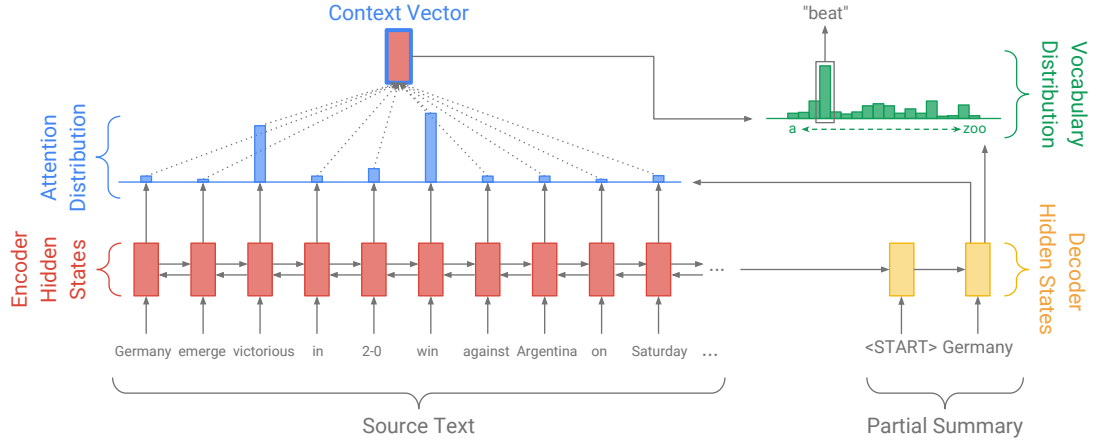 Context Vector
"beat"
Vocabulary
Distribution
a
zoo
Attention
Distribution
Encoder
Hidden
States
...
Decoder
Hidden States
Germany emerge victorious in 2-0 win against Argentina on Saturday ...
<START> Germany
Source Text
Partial Summary